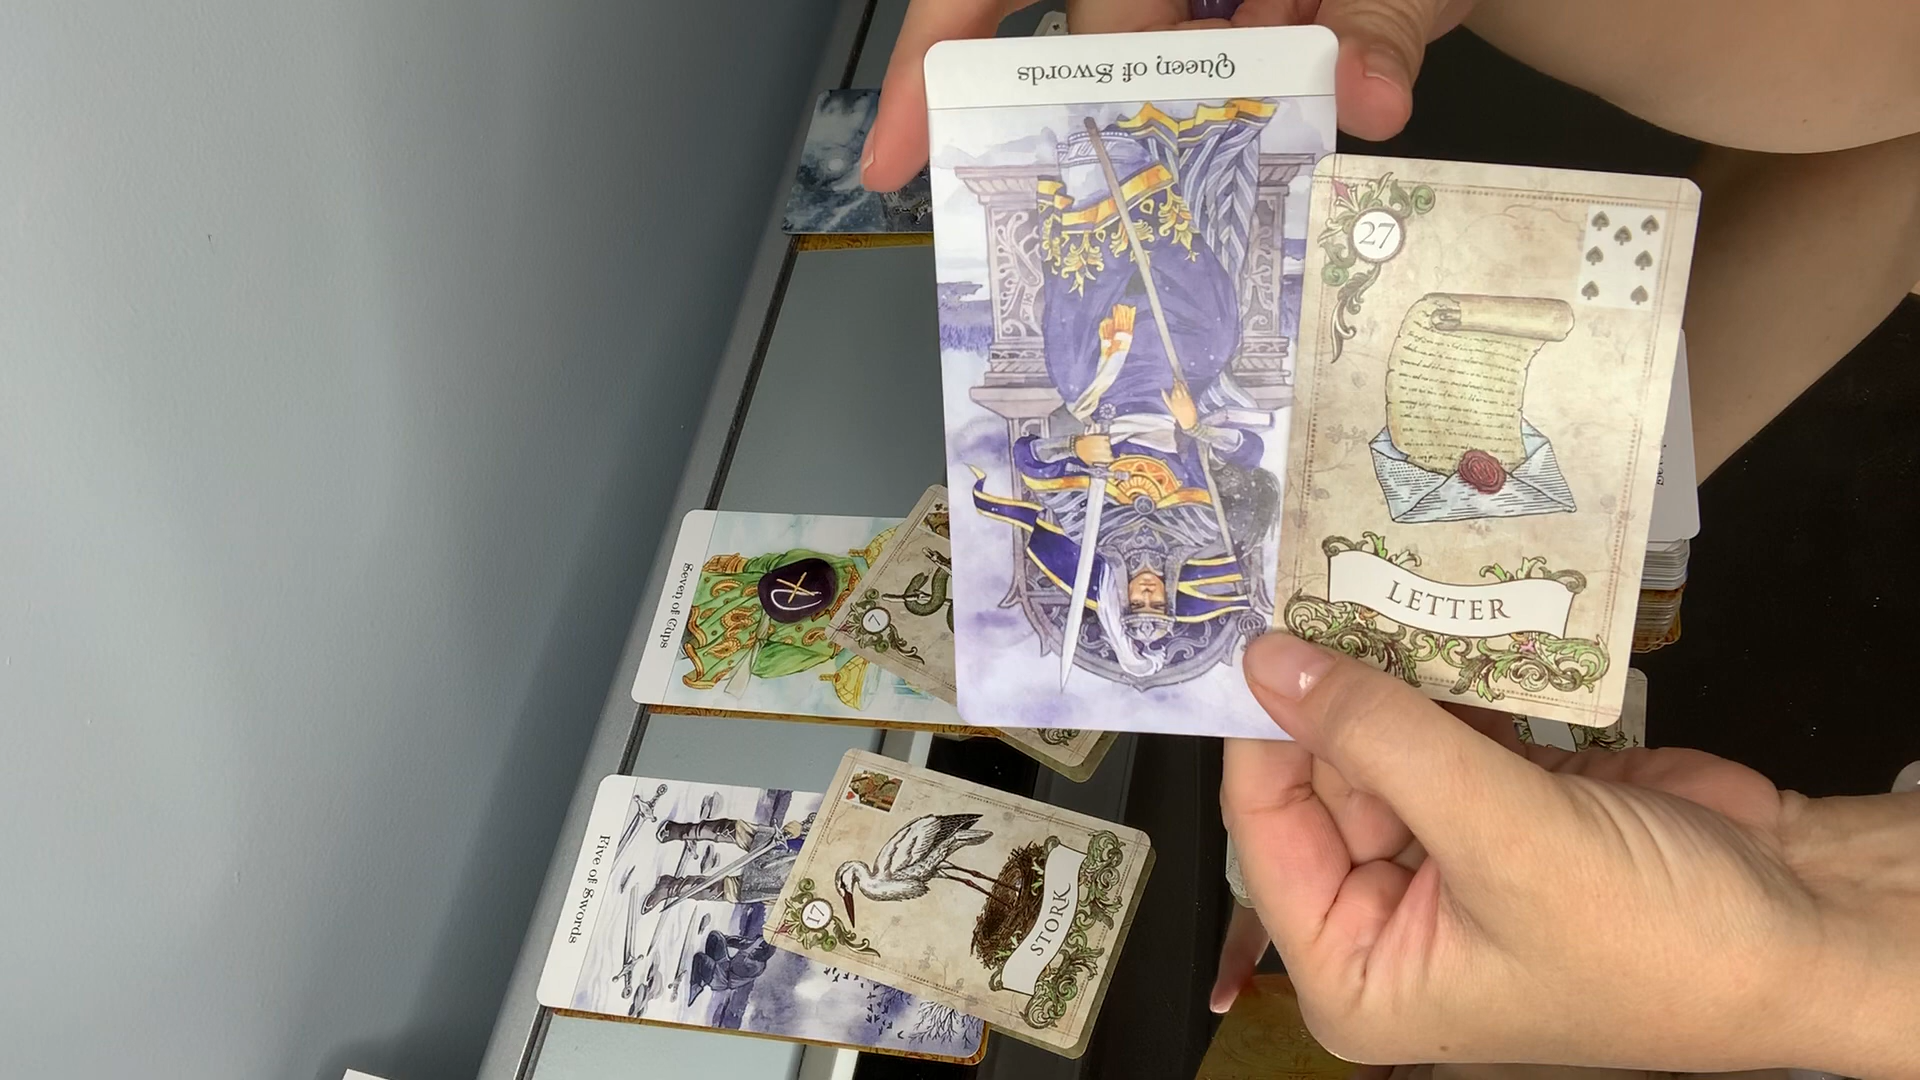 Queen of Swords
27
LETTER
Seven of Cups
7
Five of Swords
17
STORK